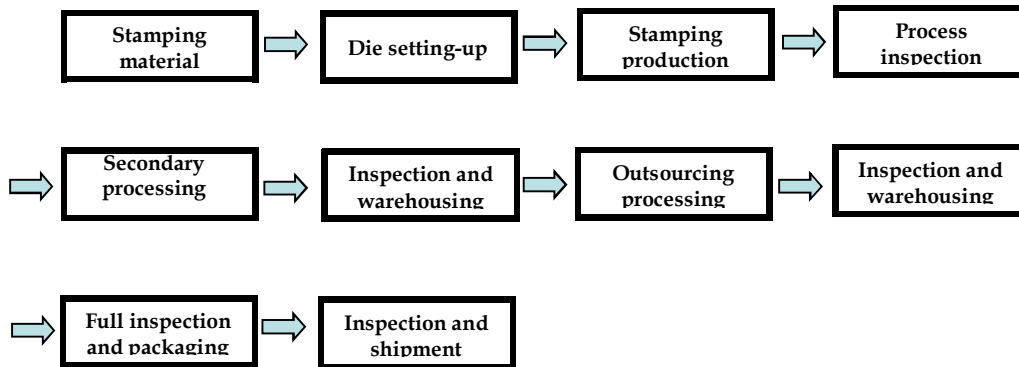 Stamping
material
Die setting-up
Stamping
production
Process
inspection
Secondary
processing
Inspection and
warehousing
Outsourcing
processing
Inspection and
warehousing
Full inspection
and packaging
Inspection and
shipment